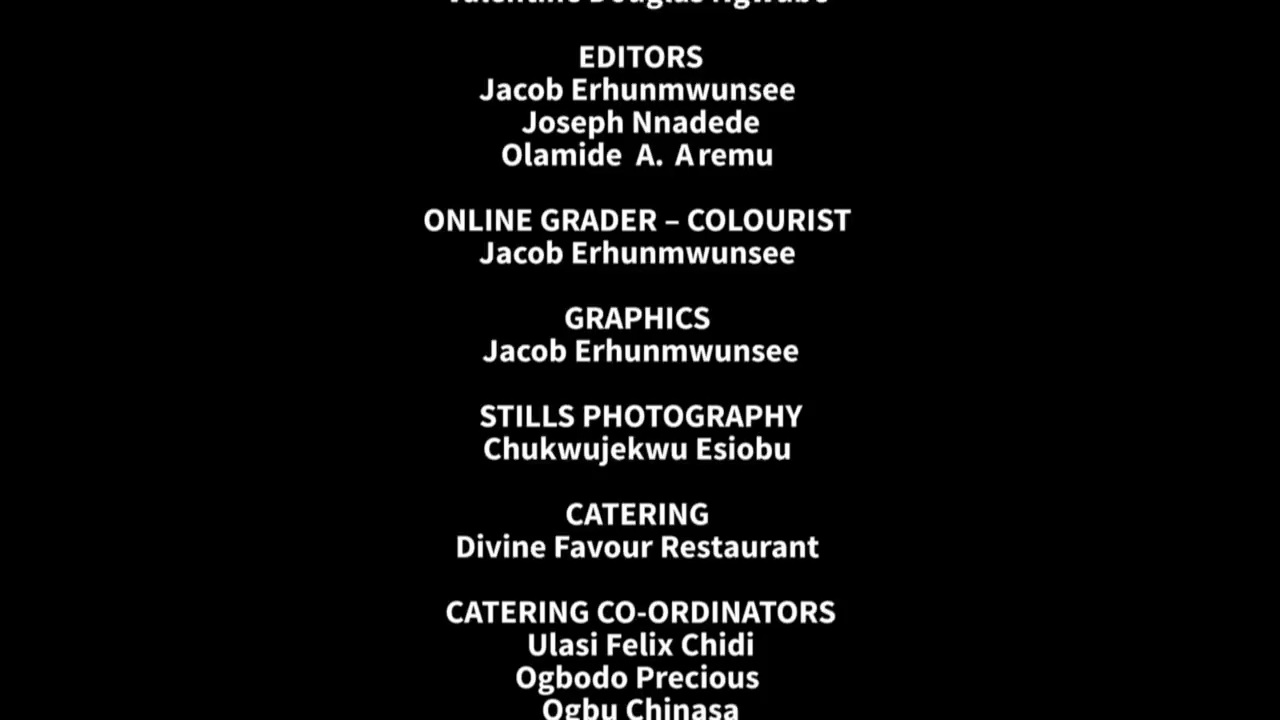 EDITORS
Jacob Erhunmwunsee
Joseph Nnadede
Olamide A. Aremu
ONLINE GRADER – COLOURIST
Jacob Erhunmwunsee
GRAPHICS
Jacob Erhunmwunsee
STILLS PHOTOGRAPHY
Chukwujekwu Esiobu
CATERING
Divine Favour Restaurant
CATERING CO-ORDINATORS
Ulasi Felix Chidi
Ogbodo Precious
Ogbu Chinasa